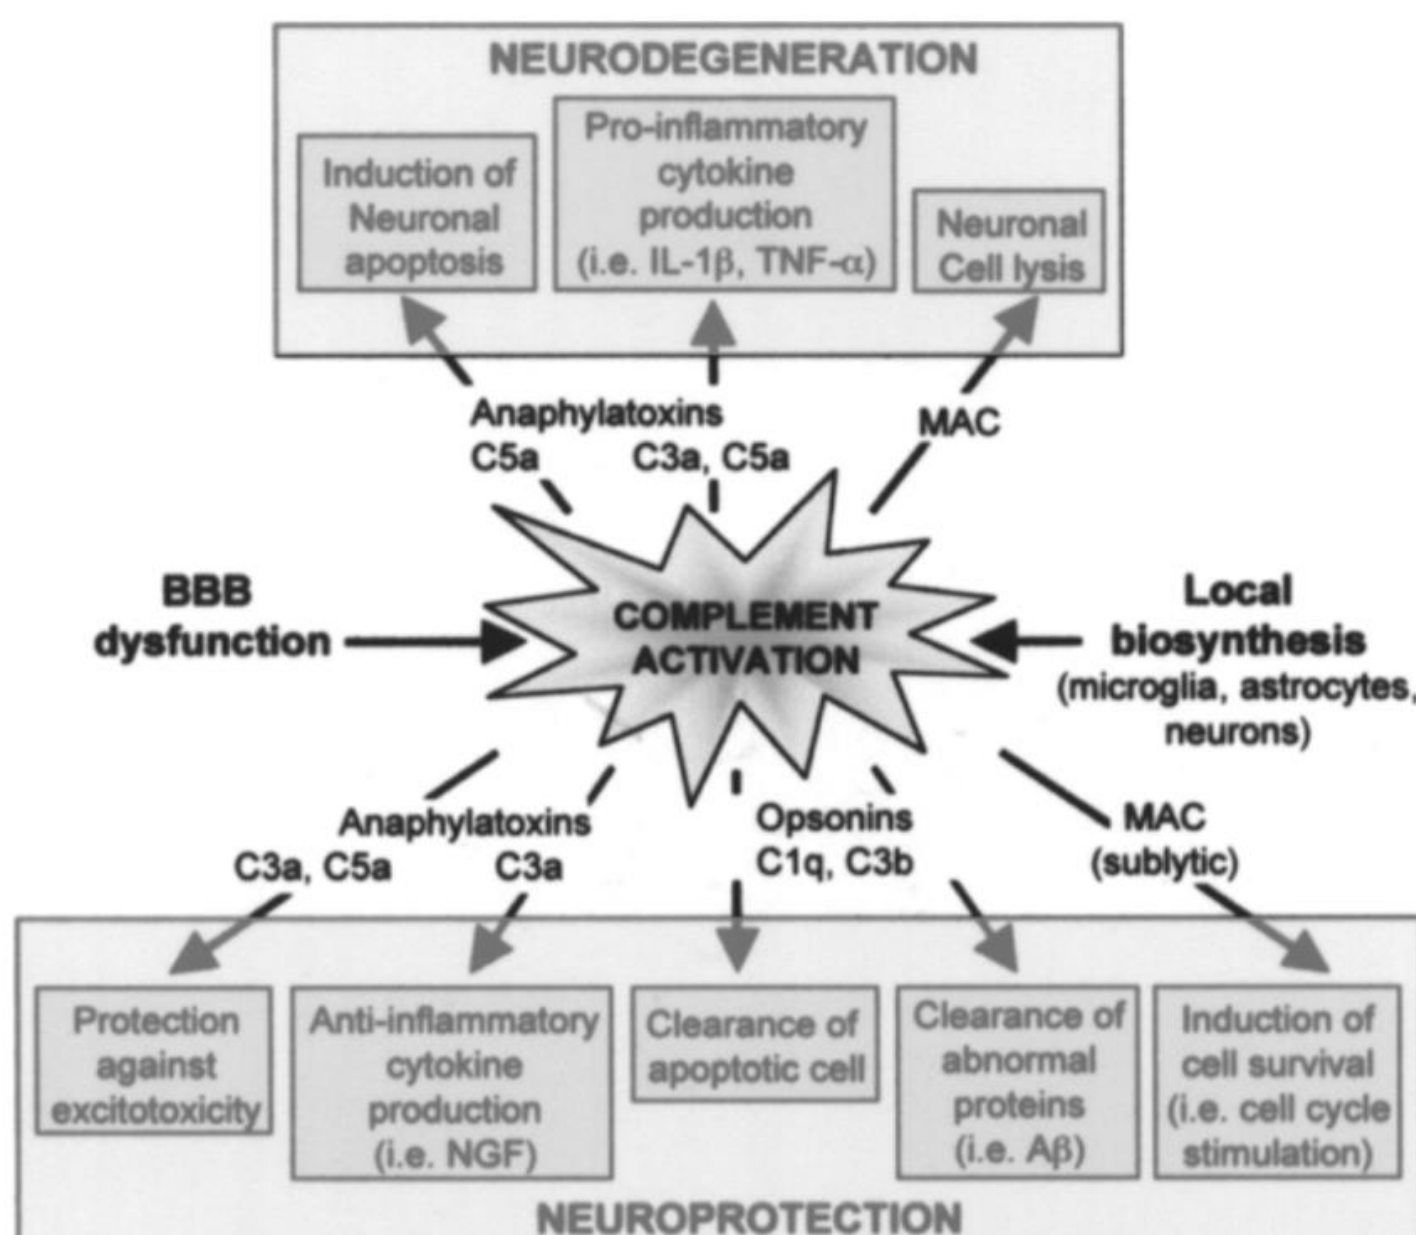 NEURODEGENERATION
Induction of
Neuronal
apoptosis
Pro-inflammatory
cytokine
production
(i.e. IL-1β, TNF-α)
Neuronal
Cell lysis
Anaphylatoxins
C5a
C3a, C5a
MAC
BBB
dysfunction
COMPLEMENT
ACTIVATION
Local
biosynthesis
(microglia, astrocytes,
neurons)
Anaphylatoxins
C3a, C5a
C3a
Opsonins
C1q, C3b
MAC
(sublytic)
Protection
against
excitotoxicity
Anti-inflammatory
cytokine
production
(i.e. NGF)
Clearance of
apoptotic cell
Clearance of
abnormal
proteins
(i.e. Aβ)
Induction of
cell survival
(i.e. cell cycle
stimulation)
NEUROPROTECTION